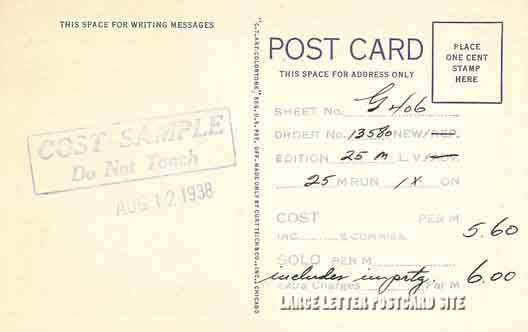 THIS SPACE FOR WRITING MESSAGES
COST SAMPLE
Do Not Touch
AUG 12 1938
"C.T. ART-COLORTONE" REG. U.S. PAT. OFF. MADE ONLY BY CURT TEICH & CO., INC., CHICAGO
POST CARD
THIS SPACE FOR ADDRESS ONLY
PLACE
ONE CENT
STAMP
HERE
SHEET No. G406
ORDER No. 13580 NEW/REP.
EDITION 25 M L.V./ADV.
25 M RUN 1X ON
COST PER M 5.60
INC. & COMMISS.
SOLD PER M
includes imprtg. 6.00
Extra Charges Par M
LARGE LETTER POSTCARD SITE